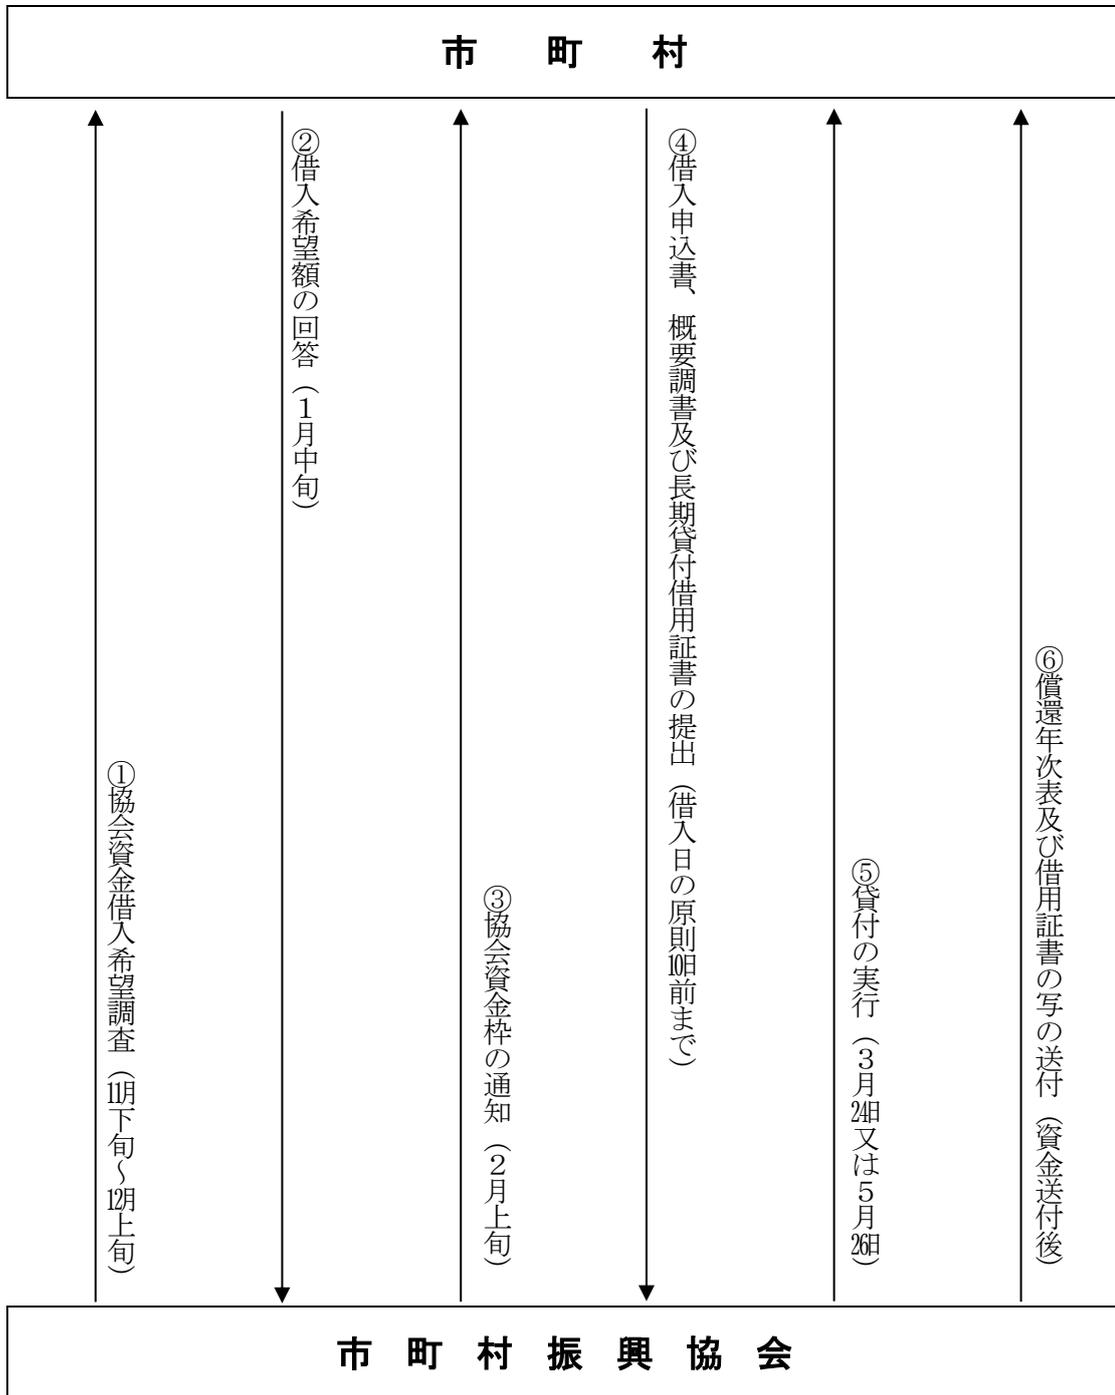 市　町　村
①協会資金借入希望調査（11月下旬～12月上旬）
②借入希望額の回答（１月中旬）
③協会資金枠の通知（２月上旬）
④借入申込書、概要調書及び長期貸付借用証書の提出（借入日の原則10日前まで）
⑤貸付の実行（３月24日又は５月26日）
⑥償還年次表及び借用証書の写の送付（資金送付後）
市　町　村　振　興　協　会